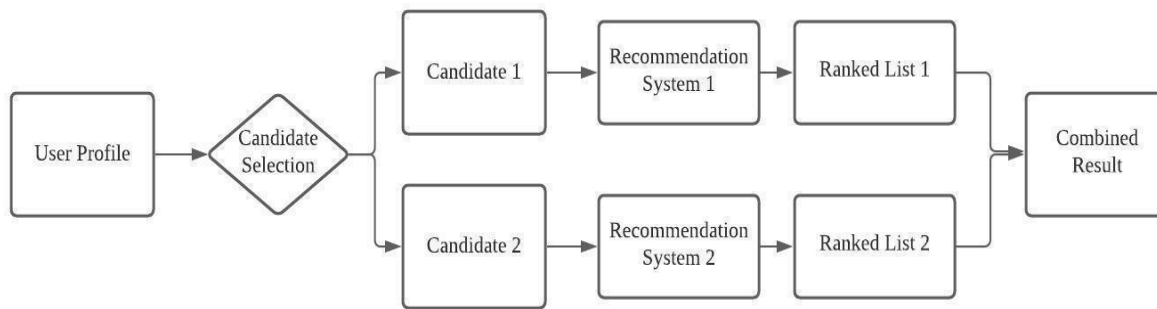 User Profile
Candidate
Selection
Candidate 1
Recommendation
System 1
Ranked List 1
Candidate 2
Recommendation
System 2
Ranked List 2
Combined
Result